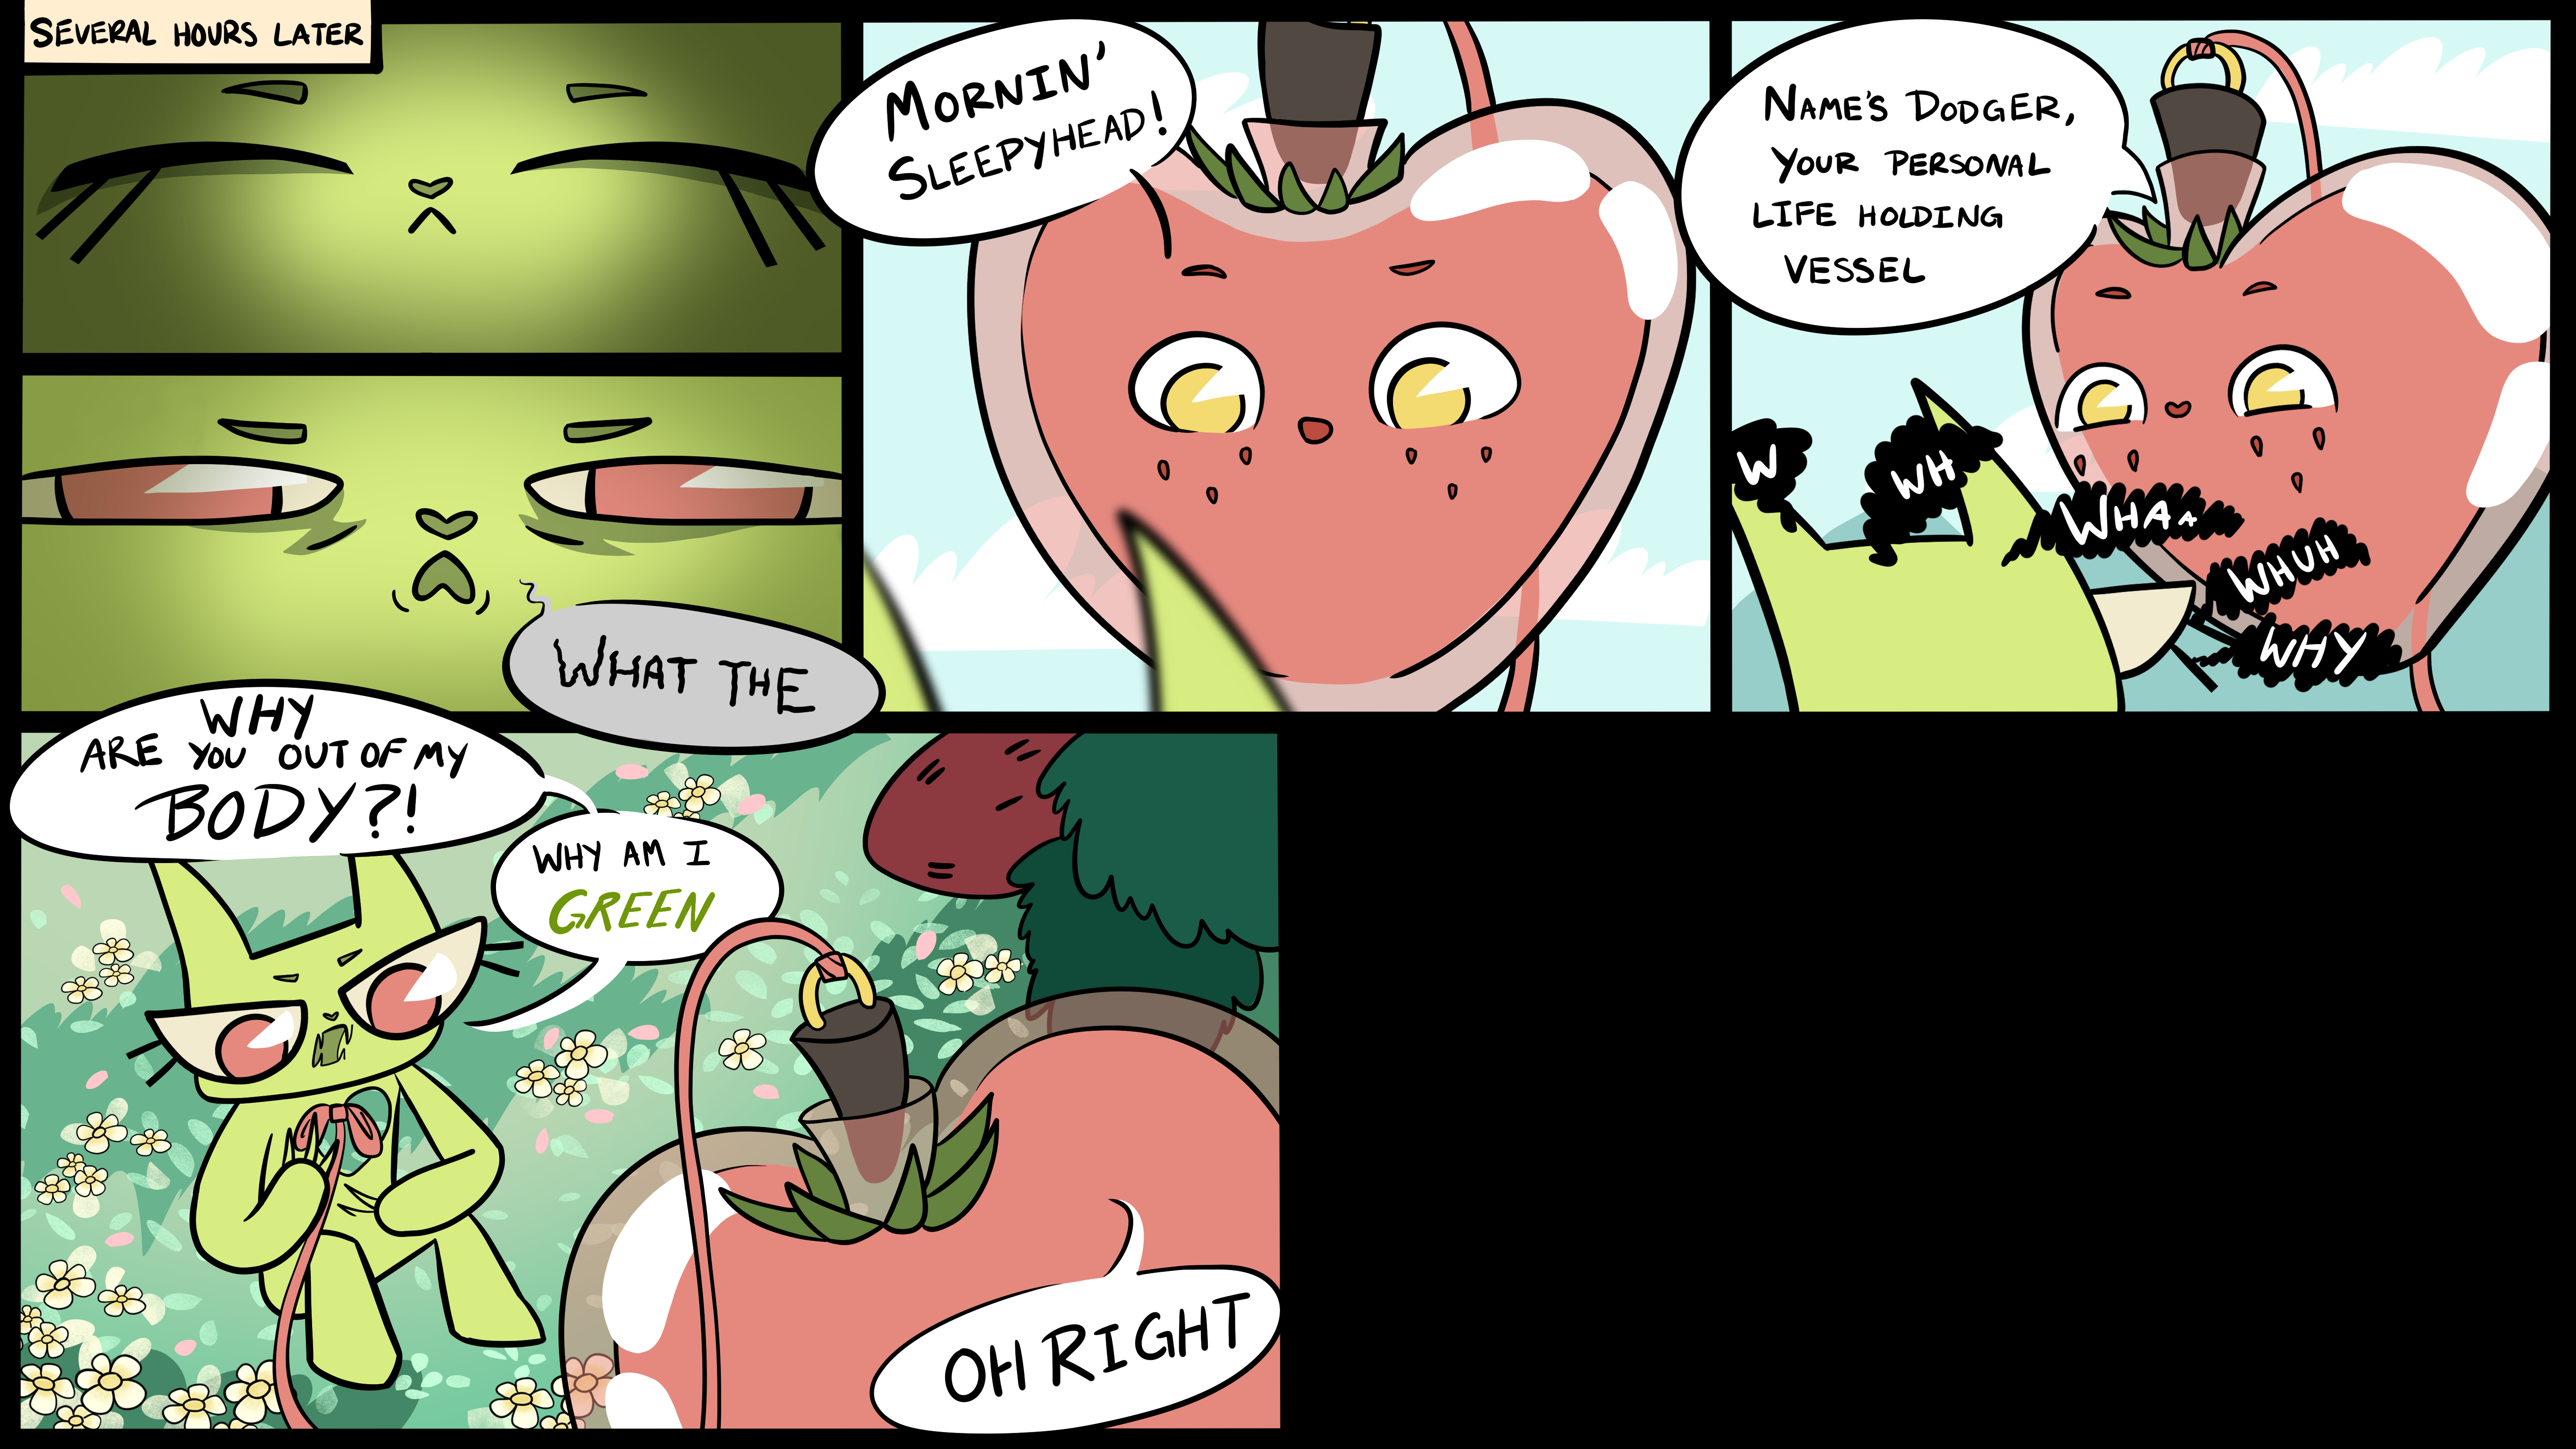 SEVERAL HOURS LATER
WHAT THE
MORNIN'
SLEEPYHEAD!
NAME'S DODGER,
YOUR PERSONAL
LIFE HOLDING
VESSEL
W
WH
WHAA
WHUH
WHY
WHY
ARE YOU OUT OF MY
BODY?!
WHY AM I
GREEN
OH RIGHT